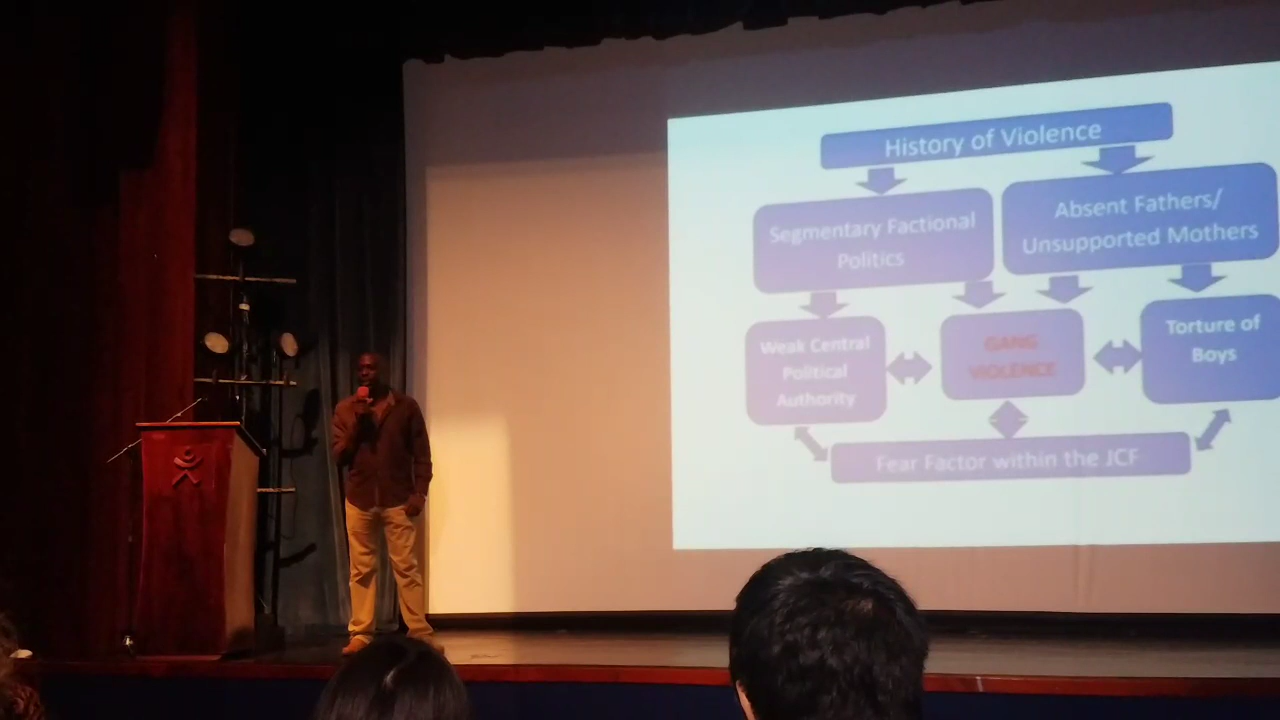 History of Violence
Segmentary Factional
Politics
Absent Fathers/
Unsupported Mothers
Weak Central
Political
Authority
GANG
VIOLENCE
Torture of
Boys
Fear Factor within the JCF